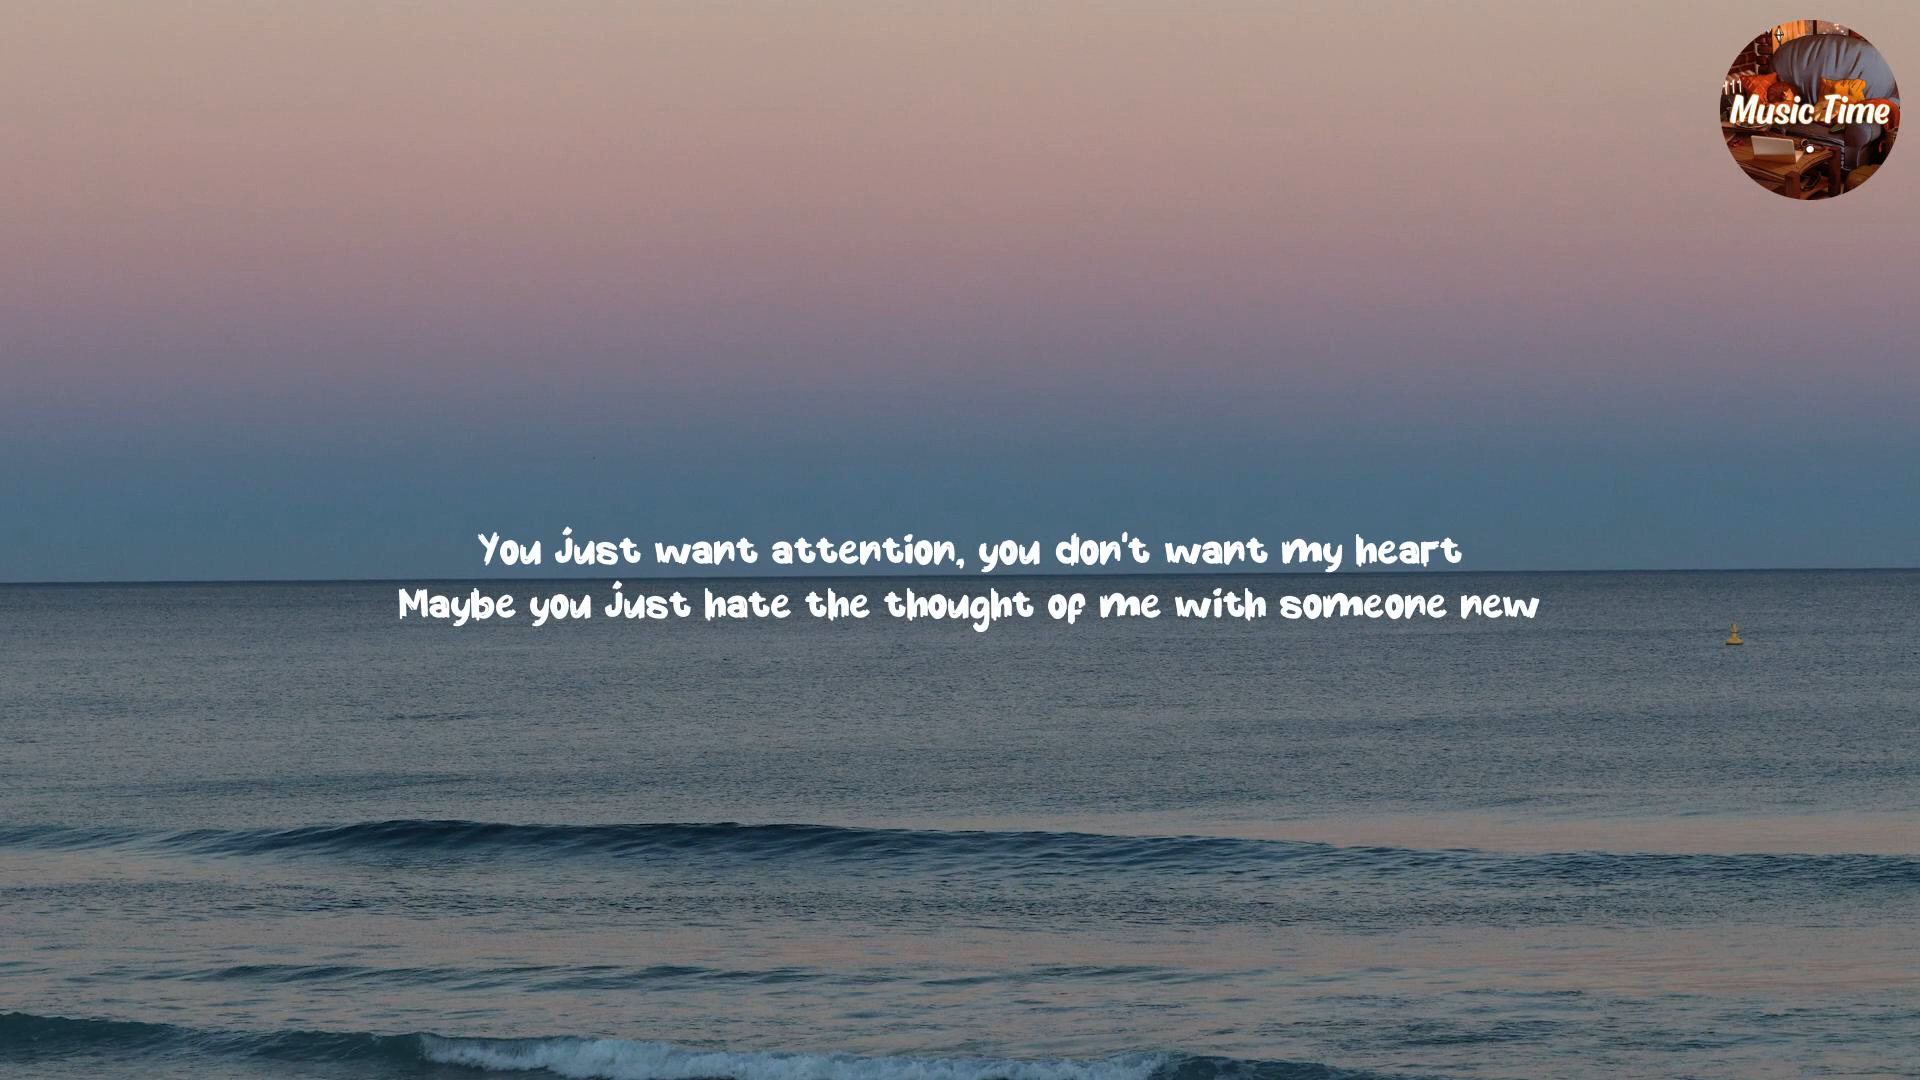 Music Time
You just want attention, you don't want my heart
Maybe you just hate the thought of me with someone new